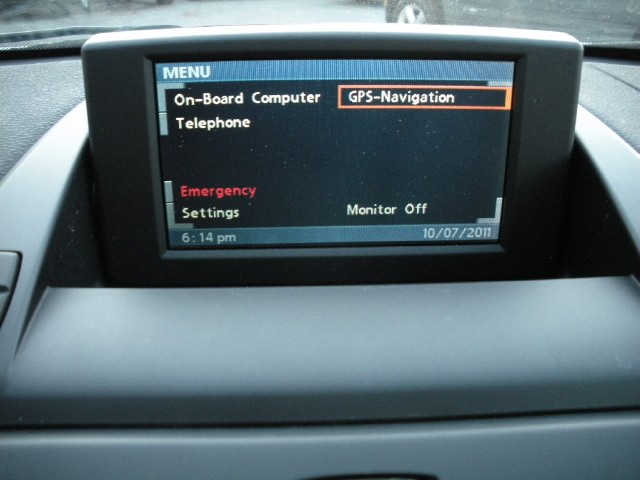 MENU
On-Board Computer GPS-Navigation
Telephone
Emergency
Settings Monitor Off
6:14 pm 10/07/2011